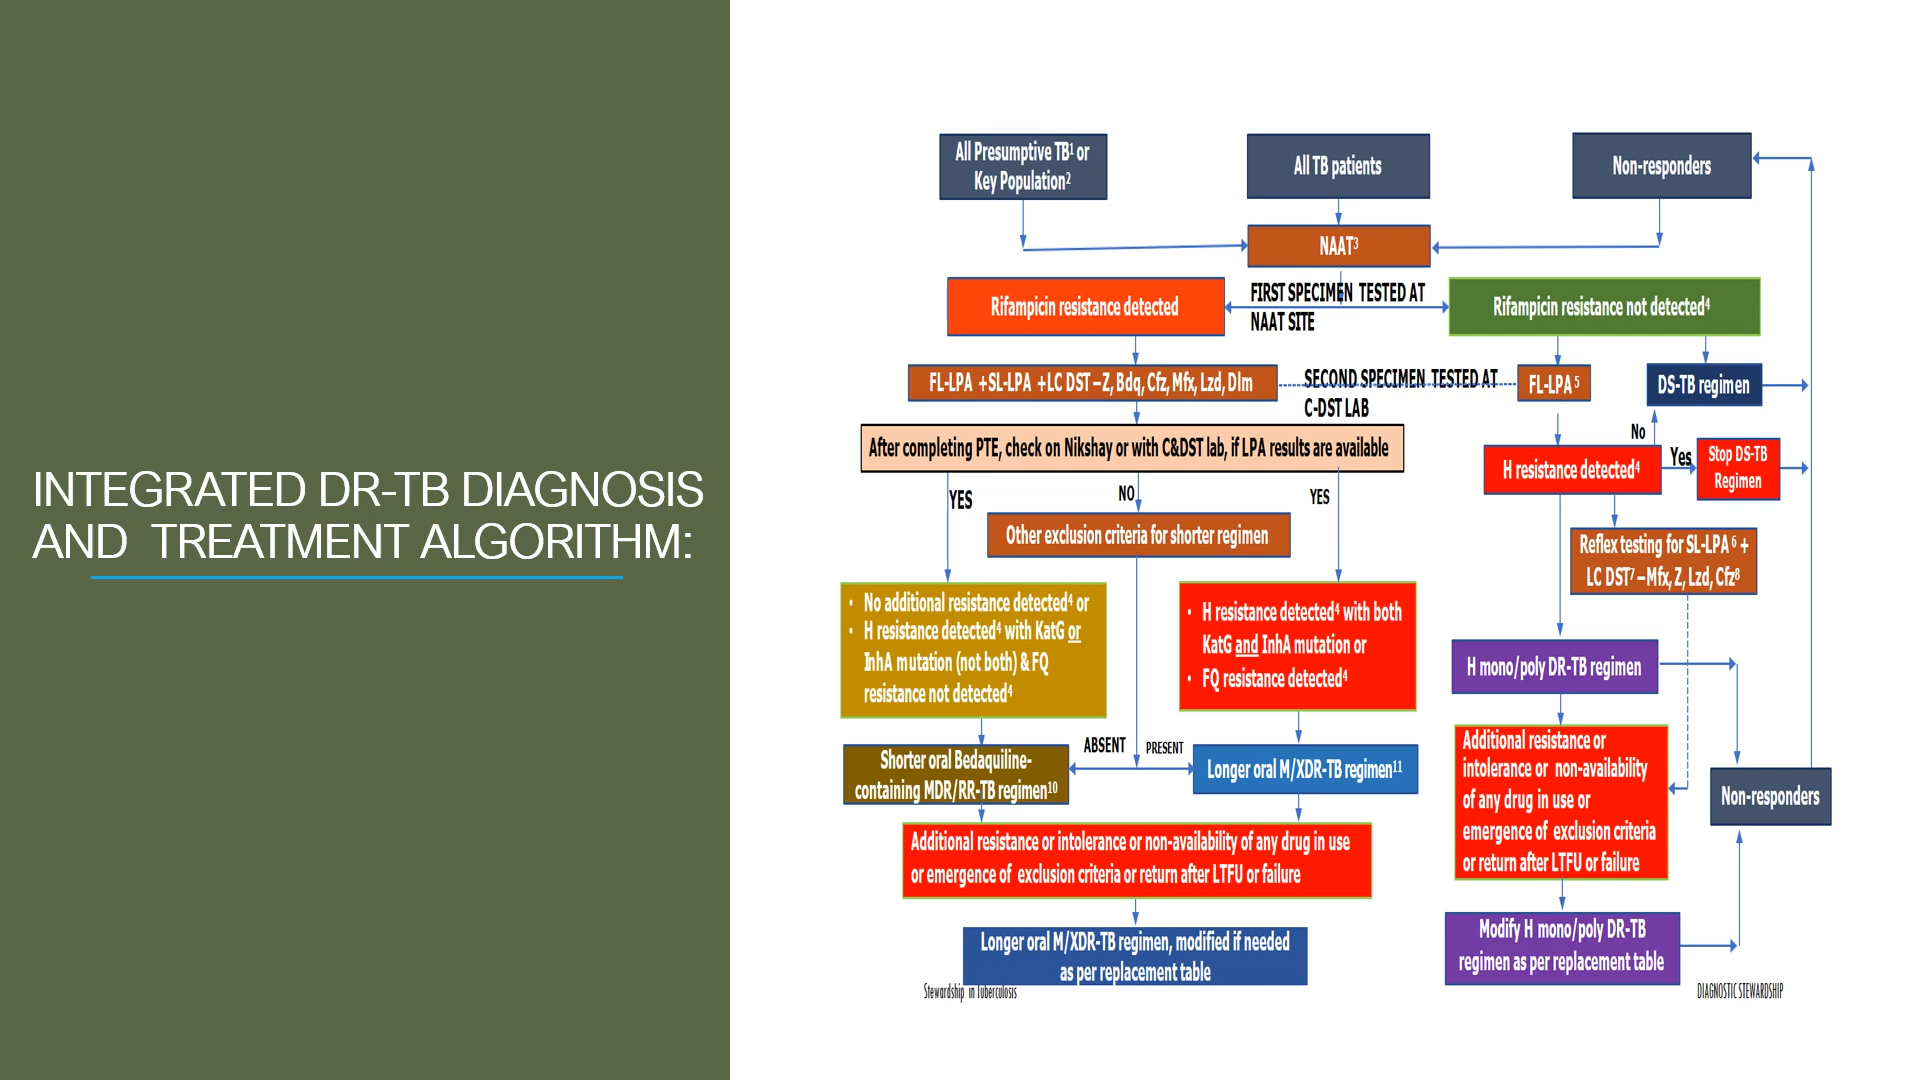 INTEGRATED DR-TB DIAGNOSIS
AND TREATMENT ALGORITHM:
All Presumptive TB¹ or
Key Population²
All TB patients
Non-responders
NAAT³
Rifampicin resistance detected
FIRST SPECIMEN TESTED AT
NAAT SITE
Rifampicin resistance not detected⁴
FL-LPA +SL-LPA +LC DST –Z, Bdq, Cfz, Mfx, Lzd, Dlm
SECOND SPECIMEN TESTED AT
C-DST LAB
FL-LPA ⁵
DS-TB regimen
After completing PTE, check on Nikshay or with C&DST lab, if LPA results are available
No
H resistance detected⁴
Yes
Stop DS-TB
Regimen
YES
NO
YES
Other exclusion criteria for shorter regimen
Reflex testing for SL-LPA ⁶ +
LC DST⁷ –Mfx, Z, Lzd, Cfz⁸
• No additional resistance detected⁴ or
• H resistance detected⁴ with KatG or
InhA mutation (not both) & FQ
resistance not detected⁴
• H resistance detected⁴ with both
KatG and InhA mutation or
• FQ resistance detected⁴
H mono/poly DR-TB regimen
ABSENT
PRESENT
Shorter oral Bedaquiline-
containing MDR/RR-TB regimen¹⁰
Longer oral M/XDR-TB regimen¹¹
Additional resistance or
intolerance or non-availability
of any drug in use or
emergence of exclusion criteria
or return after LTFU or failure
Non-responders
Additional resistance or intolerance or non-availability of any drug in use
or emergence of exclusion criteria or return after LTFU or failure
Longer oral M/XDR-TB regimen, modified if needed
as per replacement table
Modify H mono/poly DR-TB
regimen as per replacement table
Stewardship in Tuberculosis
DIAGNOSTIC STEWARDSHIP